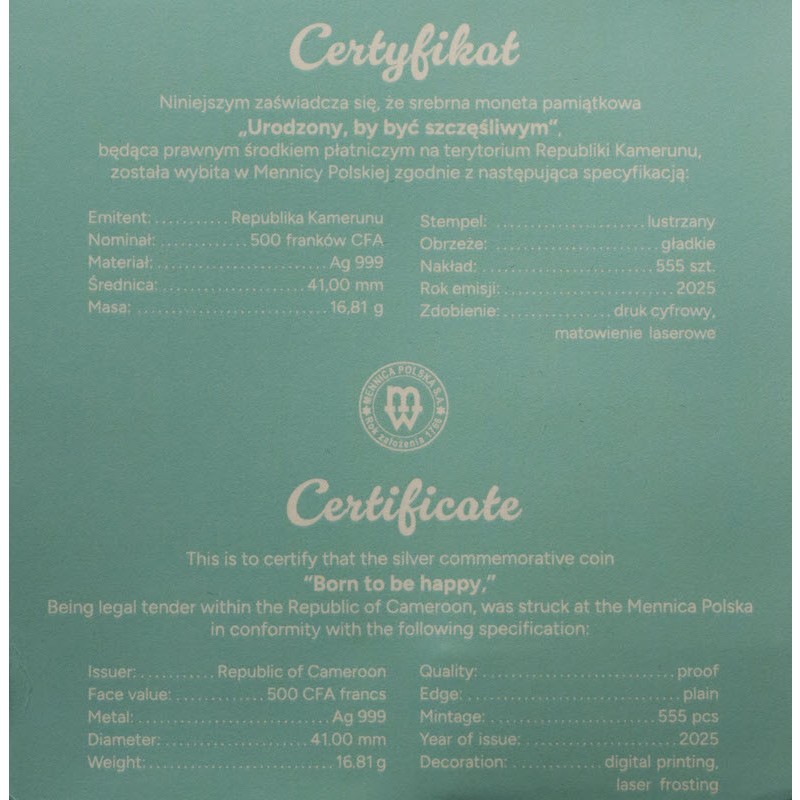 Certyfikat
Niniejszym zaświadcza się, że srebrna moneta pamiątkowa
„Urodzony, by być szczęśliwym“,
będąca prawnym środkiem płatniczym na terytorium Republiki Kamerunu,
została wybita w Mennicy Polskiej zgodnie z następująca specyfikacją:
Emitent: ........... Republika Kamerunu
Nominał: .............. 500 franków CFA
Materiał: ............................ Ag 999
Średnica: ........................ 41,00 mm
Masa: ............................... 16,81 g
Stempel: ......................... lustrzany
Obrzeże: ........................... gładkie
Nakład: .............................. 555 szt.
Rok emisji: ............................ 2025
Zdobienie: ................ druk cyfrowy,
matowienie laserowe
MENNICA POLSKA S.A.
MW
Rok założenia 1766
Certificate
This is to certify that the silver commemorative coin
“Born to be happy,”
Being legal tender within the Republic of Cameroon, was struck at the Mennica Polska
in conformity with the following specification:
Issuer: ........... Republic of Cameroon
Face value: .............. 500 CFA francs
Metal: ................................ Ag 999
Diameter: ........................ 41.00 mm
Weight: ............................. 16.81 g
Quality: ............................. proof
Edge: ................................. plain
Mintage: .......................... 555 pcs
Year of issue: ....................... 2025
Decoration: ............. digital printing,
laser frosting